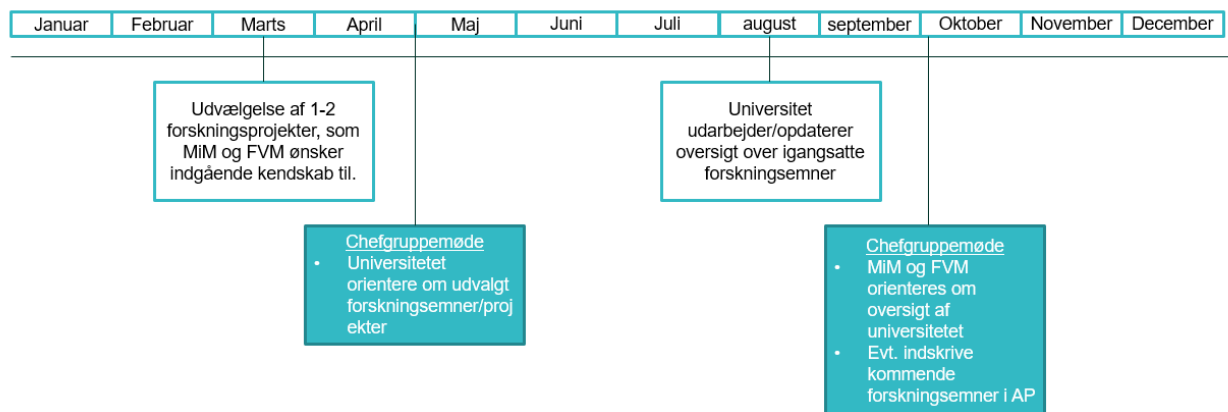 Januar Februar Marts April Maj Juni Juli august september Oktober November December
Udvælgelse af 1-2
forskningsprojekter, som
MiM og FVM ønsker
indgående kendskab til.
Universitet
udarbejder/opdaterer
oversigt over igangsatte
forskningsemner
Chefgruppemøde
• Universitetet
orientere om udvalgt
forskningsemner/proj
ekter
Chefgruppemøde
• MiM og FVM
orienteres om
oversigt af
universitetet
• Evt. indskrive
kommende
forskningsemner i AP